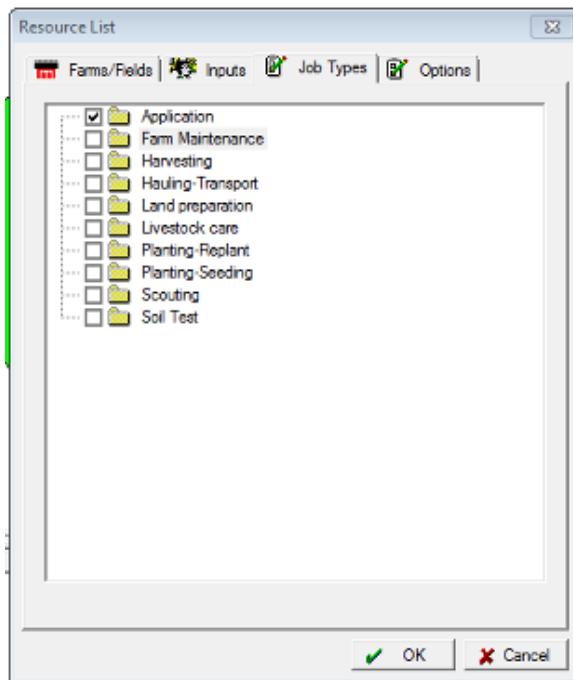 Resource List
Farms/Fields Inputs Job Types Options
Application
Farm Maintenance
Harvesting
Hauling-Transport
Land preparation
Livestock care
Planting-Replant
Planting-Seeding
Scouting
Soil Test
OK Cancel